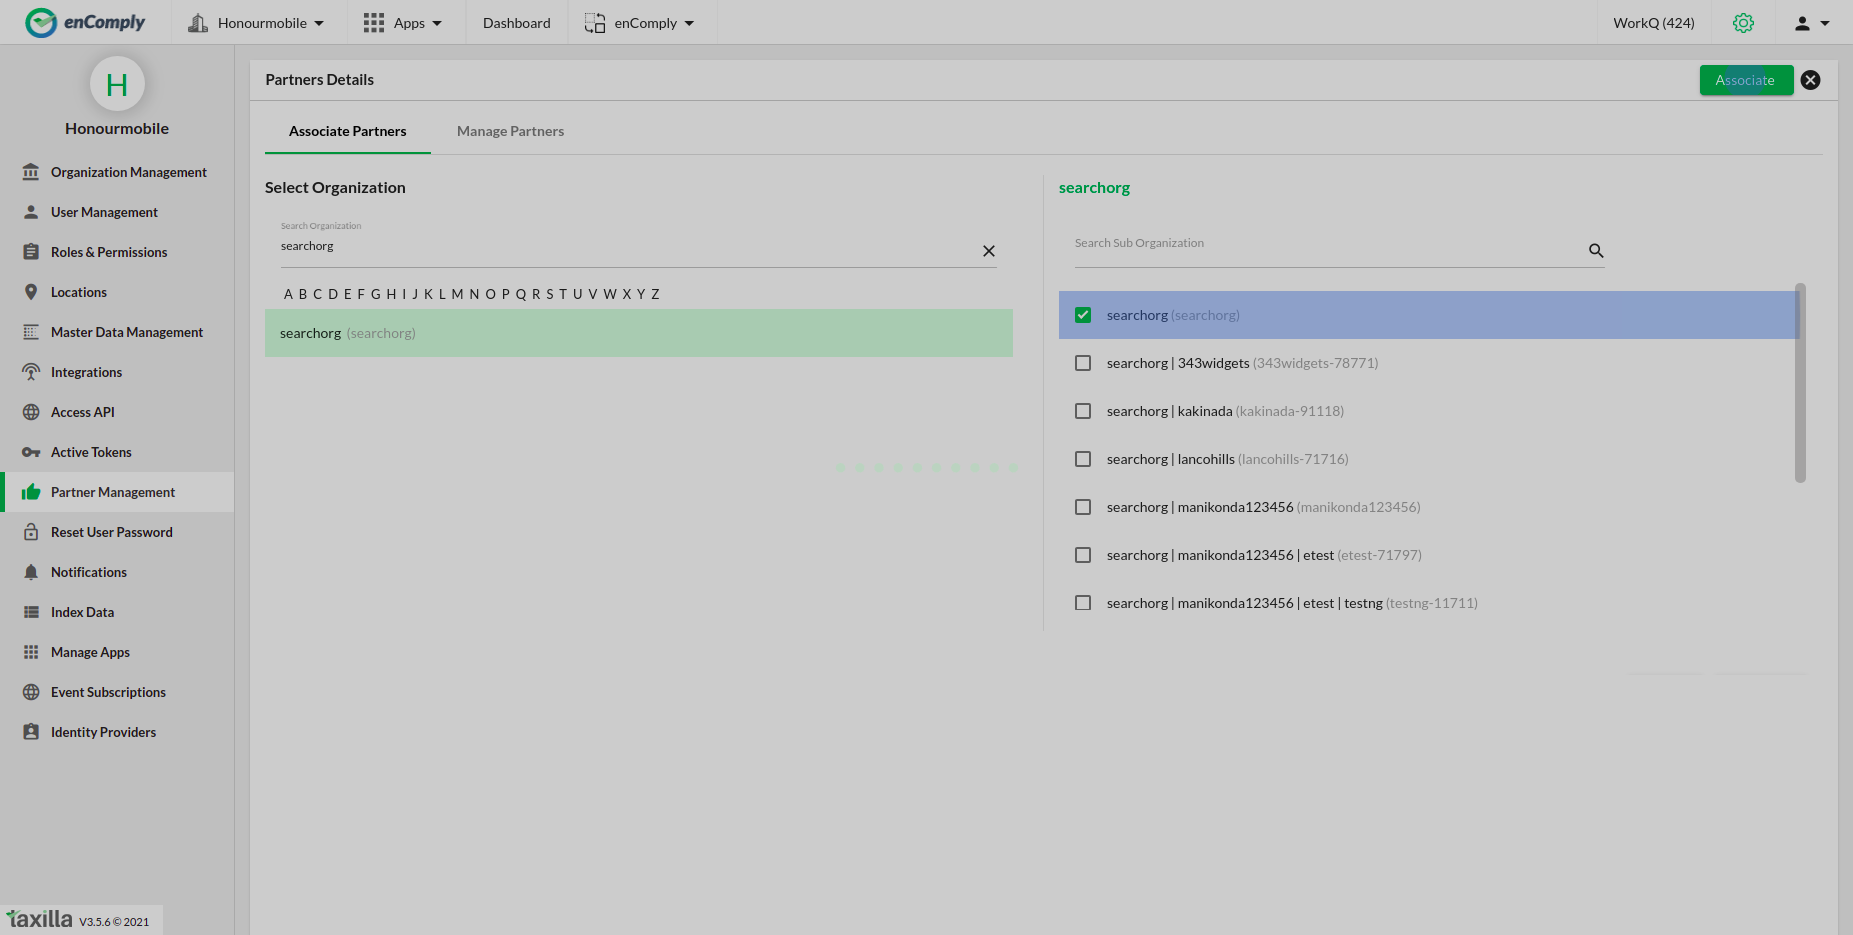 enComply
Honourmobile
Apps
Dashboard
enComply
WorkQ (424)
H
Honourmobile
Organization Management
User Management
Roles & Permissions
Locations
Master Data Management
Integrations
Access API
Active Tokens
Partner Management
Reset User Password
Notifications
Index Data
Manage Apps
Event Subscriptions
Identity Providers
taxilla V3.5.6 © 2021
Partners Details
Associate
Associate Partners
Manage Partners
Select Organization
Search Organization
searchorg
A B C D E F G H I J K L M N O P Q R S T U V W X Y Z
searchorg (searchorg)
searchorg
Search Sub Organization
searchorg (searchorg)
searchorg | 343widgets (343widgets-78771)
searchorg | kakinada (kakinada-91118)
searchorg | lancohills (lancohills-71716)
searchorg | manikonda123456 (manikonda123456)
searchorg | manikonda123456 | etest (etest-71797)
searchorg | manikonda123456 | etest | testng (testng-11711)